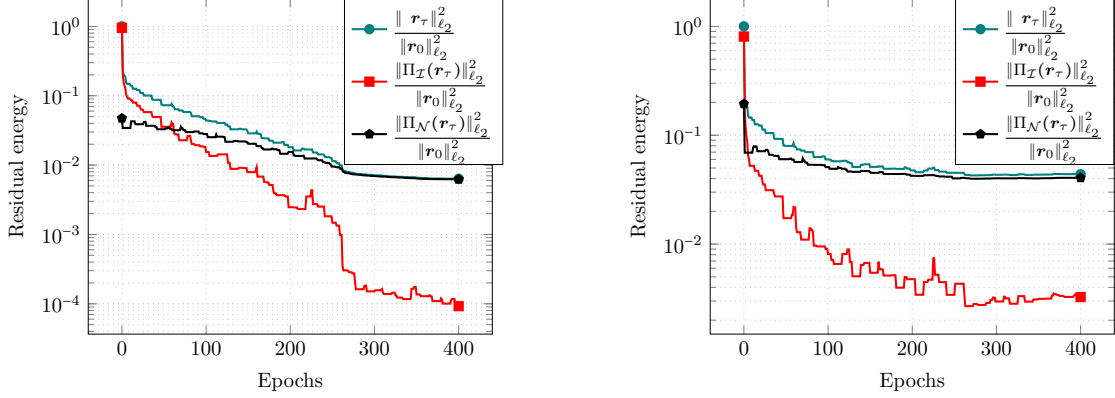 10^0
10^−1
10^−2
10^−3
10^−4
Residual energy
0 100 200 300 400
Epochs
‖ r_τ‖²_ℓ₂
‖r_0‖²_ℓ₂
‖Π_I(r_τ)‖²_ℓ₂
‖r_0‖²_ℓ₂
‖Π_N(r_τ)‖²_ℓ₂
‖r_0‖²_ℓ₂
10^0
10^−1
10^−2
Residual energy
0 100 200 300 400
Epochs
‖ r_τ‖²_ℓ₂
‖r_0‖²_ℓ₂
‖Π_I(r_τ)‖²_ℓ₂
‖r_0‖²_ℓ₂
‖Π_N(r_τ)‖²_ℓ₂
‖r_0‖²_ℓ₂